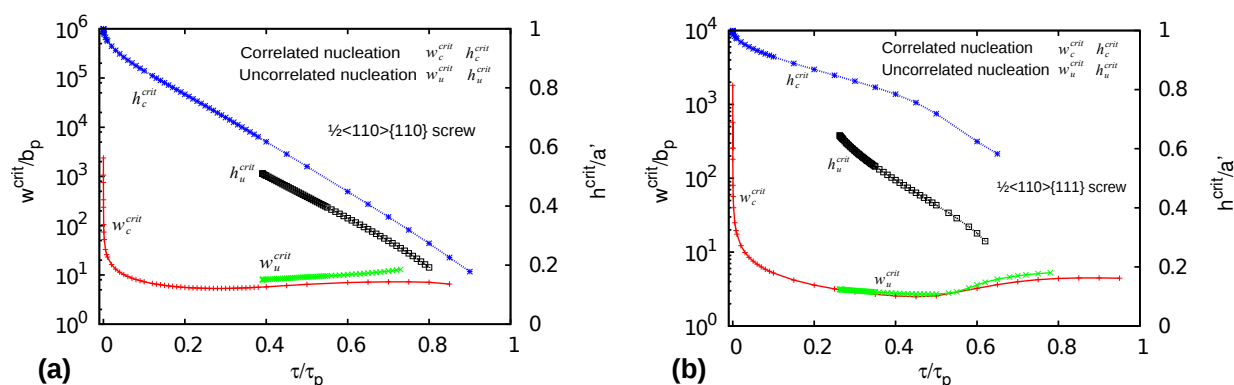 Correlated nucleation w_c^crit h_c^crit
Uncorrelated nucleation w_u^crit h_u^crit
h_c^crit
½<110>{110} screw
h_u^crit
w_c^crit
w_u^crit
w^crit/b_p
10^6
10^5
10^4
10^3
10^2
10^1
10^0
h^crit/a'
1
0.8
0.6
0.4
0.2
0
0 0.2 0.4 0.6 0.8 1
τ/τ_p
(a)
Correlated nucleation w_c^crit h_c^crit
Uncorrelated nucleation w_u^crit h_u^crit
h_c^crit
h_u^crit
½<110>{111} screw
w_c^crit
w_u^crit
w^crit/b_p
10^4
10^3
10^2
10^1
10^0
h^crit/a'
1
0.8
0.6
0.4
0.2
0
0 0.2 0.4 0.6 0.8 1
τ/τ_p
(b)